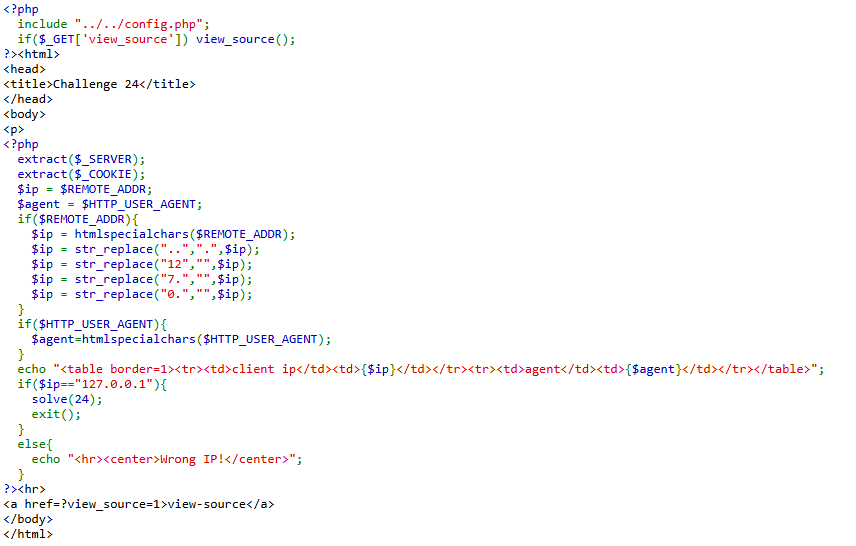 <?php
  include "../../config.php";
  if($_GET['view_source']) view_source();
?><html>
<head>
<title>Challenge 24</title>
</head>
<body>
<p>
<?php
  extract($_SERVER);
  extract($_COOKIE);
  $ip = $REMOTE_ADDR;
  $agent = $HTTP_USER_AGENT;
  if($REMOTE_ADDR){
    $ip = htmlspecialchars($REMOTE_ADDR);
    $ip = str_replace("..",".",$ip);
    $ip = str_replace("12","",$ip);
    $ip = str_replace("7.","",$ip);
    $ip = str_replace("0.","",$ip);
  }
  if($HTTP_USER_AGENT){
    $agent=htmlspecialchars($HTTP_USER_AGENT);
  }
  echo "<table border=1><tr><td>client ip</td><td>{$ip}</td></tr><tr><td>agent</td><td>{$agent}</td></tr></table>";
  if($ip=="127.0.0.1"){
    solve(24);
    exit();
  }
  else{
    echo "<hr><center>Wrong IP!</center>";
  }
?><hr>
<a href=?view_source=1>view-source</a>
</body>
</html>